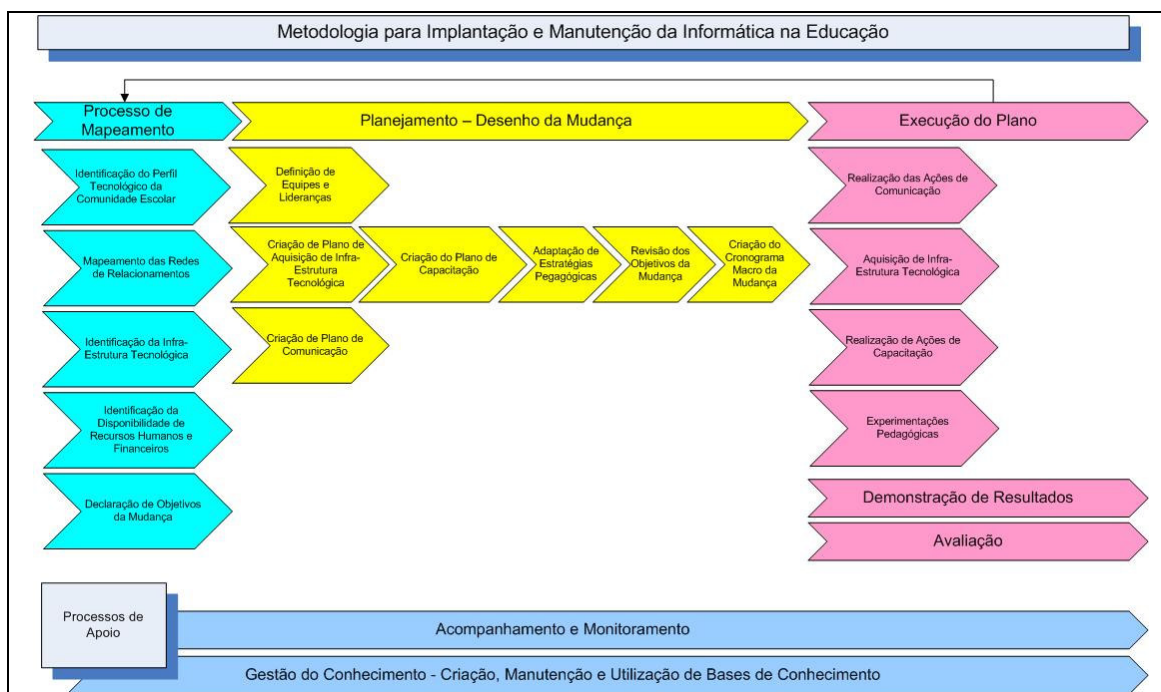 Metodologia para Implantação e Manutenção da Informática na Educação
Processo de
Mapeamento
Planejamento – Desenho da Mudança
Execução do Plano
Identificação do Perfil
Tecnológico da
Comunidade Escolar
Definição de
Equipes e
Lideranças
Realização das Ações de
Comunicação
Mapeamento das Redes
de Relacionamentos
Criação de Plano de
Aquisição de Infra-
Estrutura
Tecnológica
Criação do Plano de
Capacitação
Adaptação de
Estratégias
Pegagógicas
Revisão dos
Objetivos da
Mudança
Criação do
Cronograma
Macro da
Mudança
Aquisição de Infra-
Estrutura Tecnológica
Identificação da Infra-
Estrutura Tecnológica
Criação de Plano de
Comunicação
Realização de Ações de
Capacitação
Identificação da
Disponibilidade de
Recursos Humanos e
Financeiros
Experimentações
Pedagógicas
Declaração de Objetivos
da Mudança
Demonstração de Resultados
Avaliação
Processos de
Apoio
Acompanhamento e Monitoramento
Gestão do Conhecimento - Criação, Manutenção e Utilização de Bases de Conhecimento